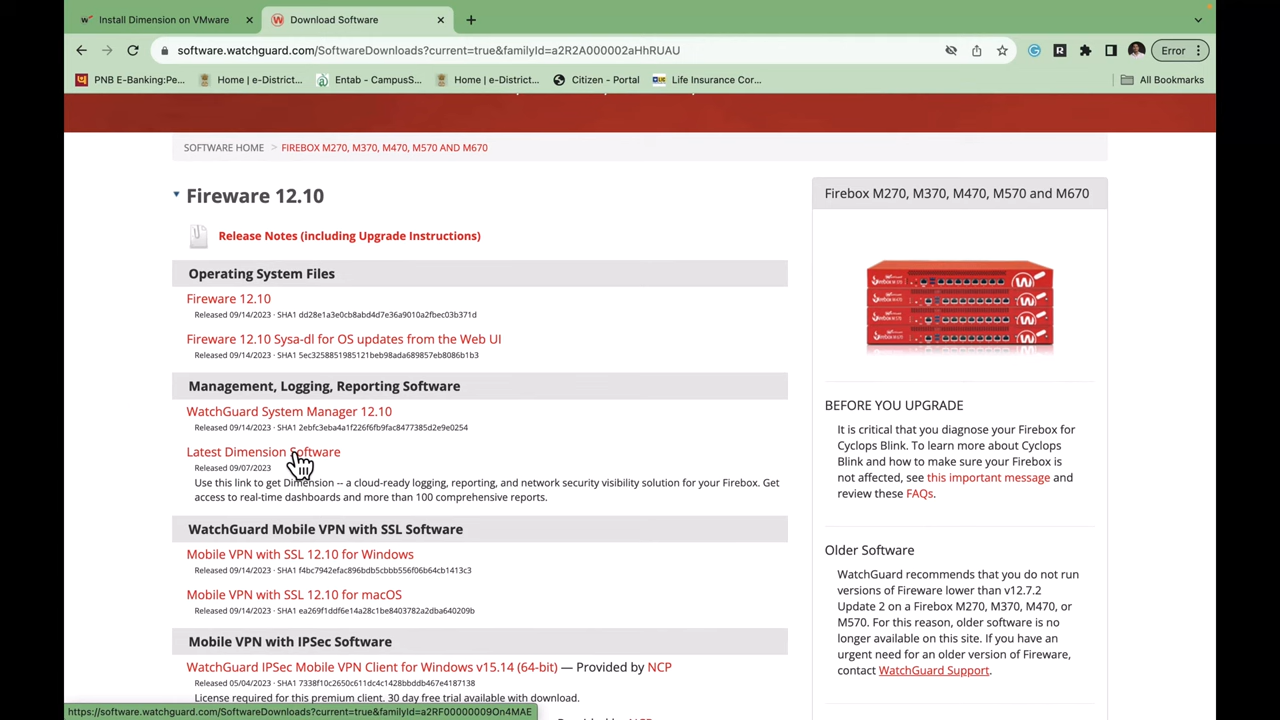 Install Dimension on VMware
Download Software
software.watchguard.com/SoftwareDownloads?current=true&familyId=a2R2A000002aHhRUAU
Error
PNB E-Banking:Pe...
Home | e-District...
Entab - CampusS...
Home | e-District...
Citizen - Portal
Life Insurance Cor...
All Bookmarks
SOFTWARE HOME > FIREBOX M270, M370, M470, M570 AND M670
Fireware 12.10
Release Notes (including Upgrade Instructions)
Operating System Files
Fireware 12.10
Released 09/14/2023 - SHA1 dd28e1a3e0cb8abd4d7e36a9010a2fbec03b371d
Fireware 12.10 Sysa-dl for OS updates from the Web UI
Released 09/14/2023 - SHA1 5ec3258851985121beb98ada689857eb8086b1b3
Management, Logging, Reporting Software
WatchGuard System Manager 12.10
Released 09/14/2023 - SHA1 2ebfc3eba4a1f226f6fb9fac8477385d2e9e0254
Latest Dimension Software
Released 09/07/2023
Use this link to get Dimension -- a cloud-ready logging, reporting, and network security visibility solution for your Firebox. Get
access to real-time dashboards and more than 100 comprehensive reports.
WatchGuard Mobile VPN with SSL Software
Mobile VPN with SSL 12.10 for Windows
Released 09/14/2023 - SHA1 f4bc7942efac896bdb5cbbb556f06b64cb1413c3
Mobile VPN with SSL 12.10 for macOS
Released 09/14/2023 - SHA1 ea269f1ddf6e14a28c1be8403782a2dba640209b
Mobile VPN with IPSec Software
WatchGuard IPSec Mobile VPN Client for Windows v15.14 (64-bit) — Provided by NCP
Released 05/04/2023 - SHA1 7338f10c2650c611dc4c1428bbddb467e4187138
License required for this premium client. 30 day free trial available with download.
https://software.watchguard.com/SoftwareDownloads?current=true&familyId=a2RF00000009On4MAE
Firebox M270, M370, M470, M570 and M670
BEFORE YOU UPGRADE
It is critical that you diagnose your Firebox for
Cyclops Blink. To learn more about Cyclops
Blink and how to make sure your Firebox is
not affected, see this important message and
review these FAQs.
Older Software
WatchGuard recommends that you do not run
versions of Fireware lower than v12.7.2
Update 2 on a Firebox M270, M370, M470, or
M570. For this reason, older software is no
longer available on this site. If you have an
urgent need for an older version of Fireware,
contact WatchGuard Support.